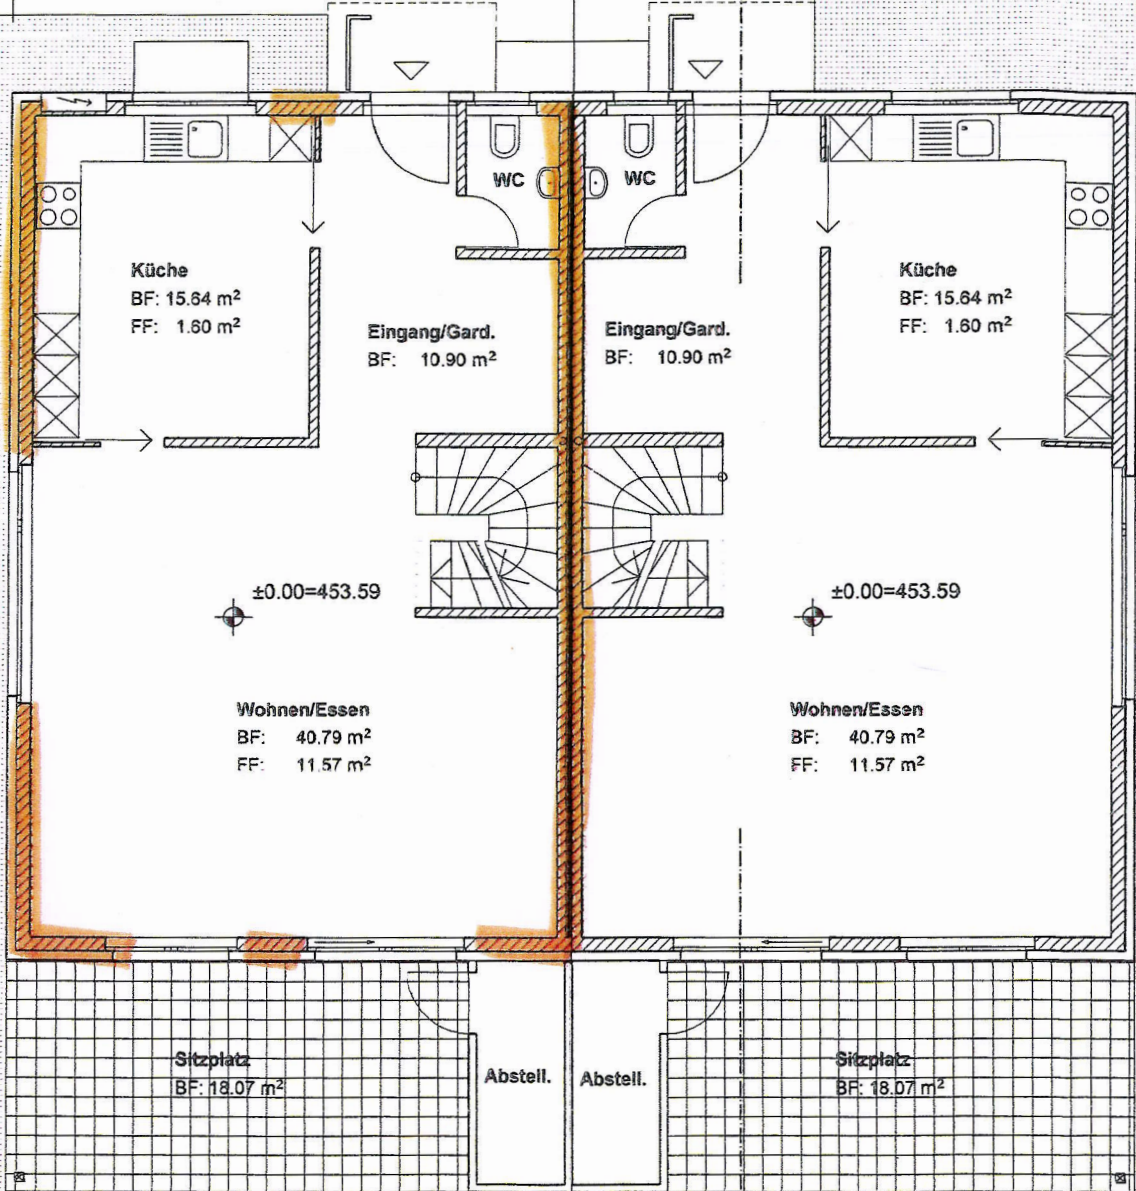 WC
WC
Küche
BF: 15.64 m²
FF: 1.60 m²
Küche
BF: 15.64 m²
FF: 1.60 m²
Eingang/Gard.
BF: 10.90 m²
Eingang/Gard.
BF: 10.90 m²
±0.00=453.59
±0.00=453.59
Wohnen/Essen
BF: 40.79 m²
FF: 11.57 m²
Wohnen/Essen
BF: 40.79 m²
FF: 11.57 m²
Sitzplatz
BF: 18.07 m²
Abstell.
Abstell.
Sitzplatz
BF: 18.07 m²